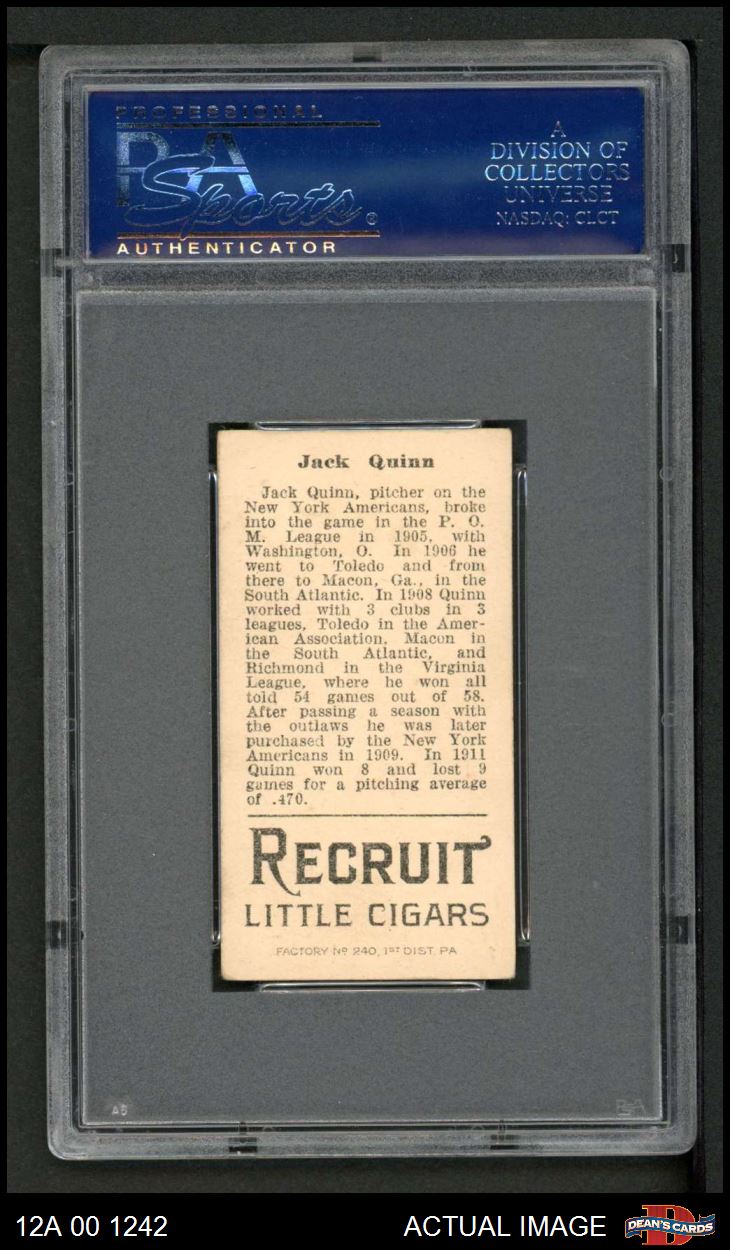 PROFESSIONAL
PSA
Sports®
AUTHENTICATOR
A
DIVISION OF
COLLECTORS
UNIVERSE
NASDAQ: CLCT
Jack Quinn
Jack Quinn, pitcher on the
New York Americans, broke
into the game in the P. O.
M. League in 1905, with
Washington, O. In 1906 he
went to Toledo and from
there to Macon, Ga., in the
South Atlantic. In 1908 Quinn
worked with 3 clubs in 3
leagues, Toledo in the Amer-
ican Association, Macon in
the South Atlantic, and
Richmond in the Virginia
League, where he won all
told 54 games out of 58.
After passing a season with
the outlaws he was later
purchased by the New York
Americans in 1909. In 1911
Quinn won 8 and lost 9
games for a pitching average
of .470.
RECRUIT
LITTLE CIGARS
FACTORY Nº 240, 1ST DIST. PA
A6
PSA
12A 00 1242
ACTUAL IMAGE
DEAN'S CARDS